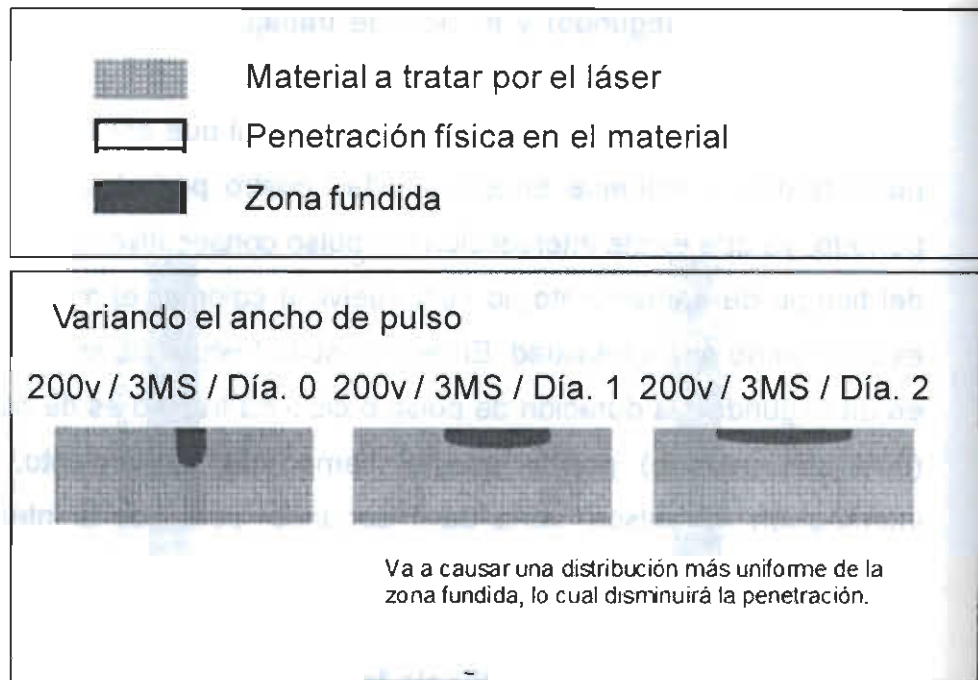 Material a tratar por el láser
Penetración física en el material
Zona fundida
Variando el ancho de pulso
200v / 3MS / Día. 0 200v / 3MS / Día. 1 200v / 3MS / Día. 2
Va a causar una distribución más uniforme de la
zona fundida, lo cual disminuirá la penetración.